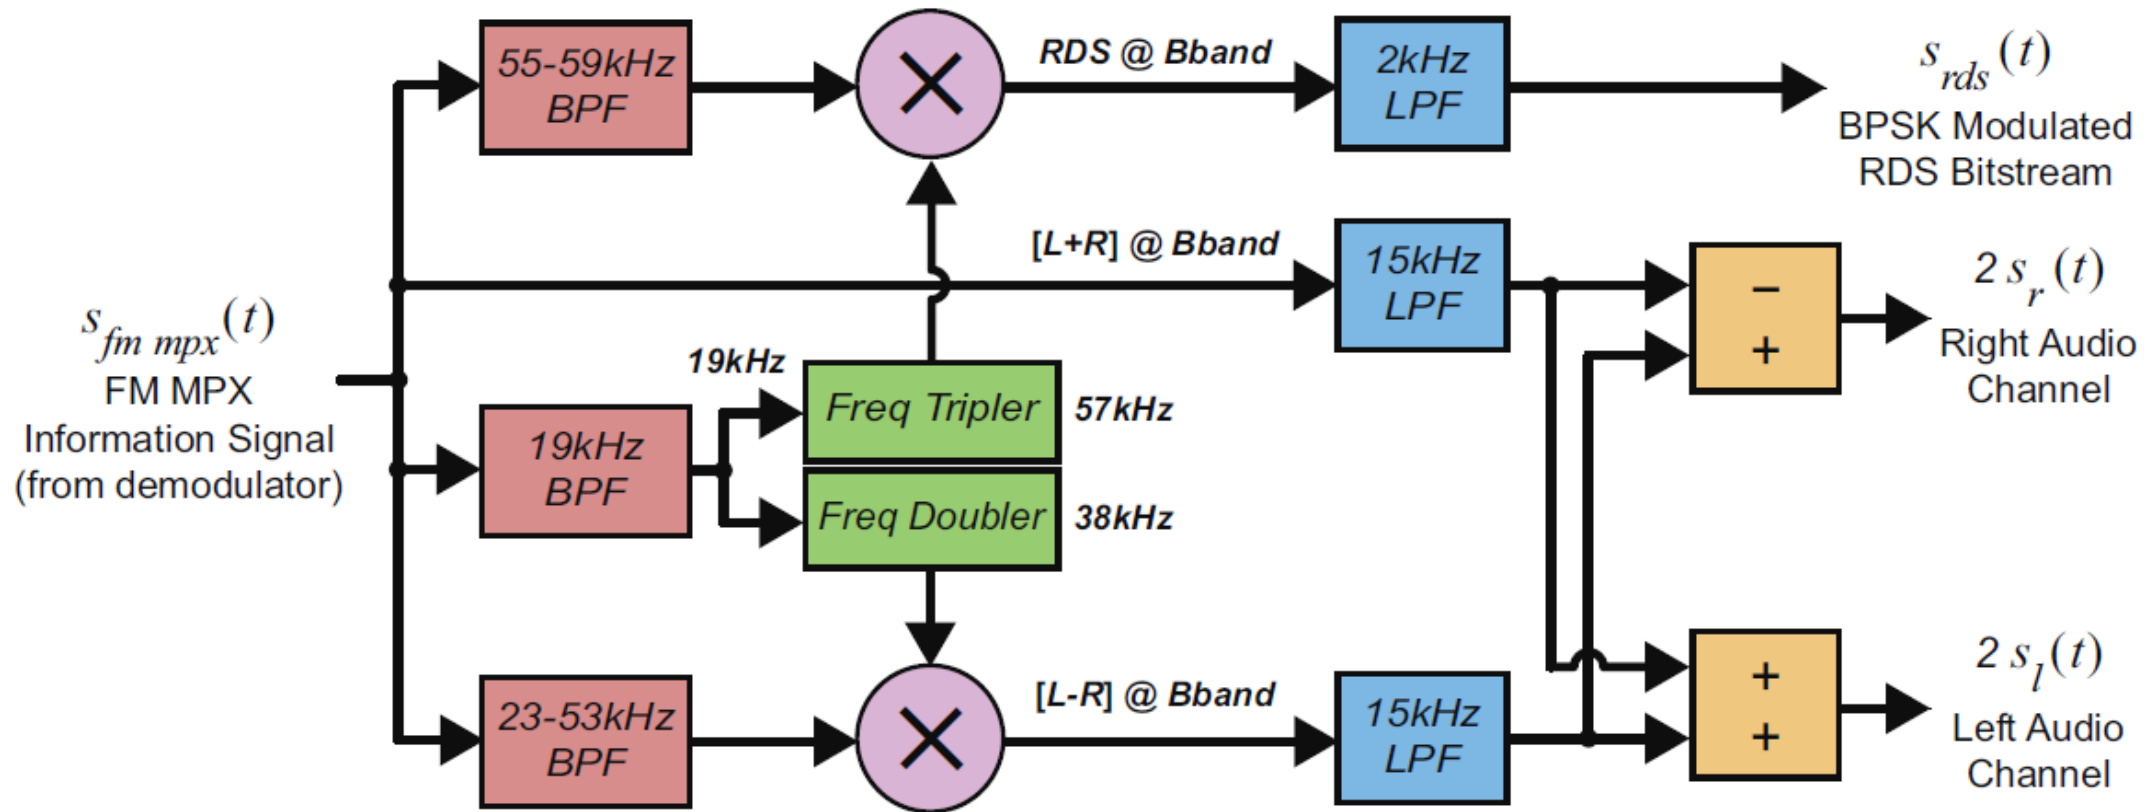 55-59kHz
BPF
RDS @ Bband
2kHz
LPF
s_rds(t)
BPSK Modulated
RDS Bitstream
[L+R] @ Bband
15kHz
LPF
−
+
2 s_r(t)
Right Audio
Channel
s_fm mpx(t)
FM MPX
Information Signal
(from demodulator)
19kHz
BPF
19kHz
Freq Tripler
57kHz
Freq Doubler
38kHz
23-53kHz
BPF
[L-R] @ Bband
15kHz
LPF
+
+
2 s_l(t)
Left Audio
Channel